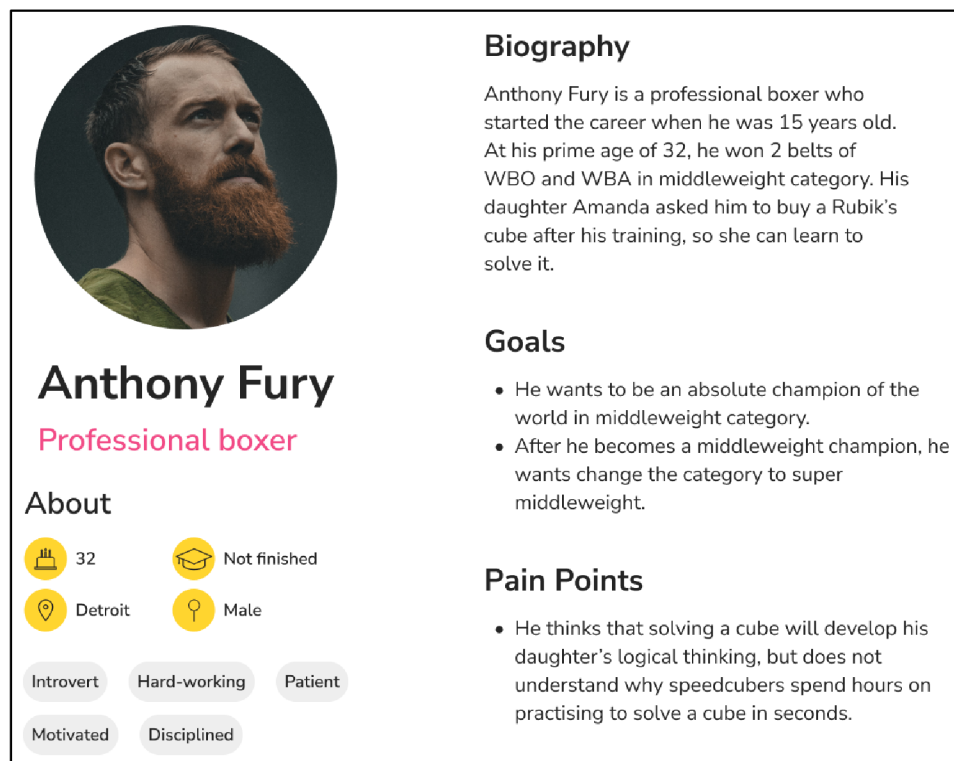 Anthony Fury
Professional boxer
About
32
Not finished
Detroit
Male
Introvert
Hard-working
Patient
Motivated
Disciplined
Biography
Anthony Fury is a professional boxer who
started the career when he was 15 years old.
At his prime age of 32, he won 2 belts of
WBO and WBA in middleweight category. His
daughter Amanda asked him to buy a Rubik’s
cube after his training, so she can learn to
solve it.
Goals
• He wants to be an absolute champion of the
world in middleweight category.
• After he becomes a middleweight champion, he
wants change the category to super
middleweight.
Pain Points
• He thinks that solving a cube will develop his
daughter’s logical thinking, but does not
understand why speedcubers spend hours on
practising to solve a cube in seconds.